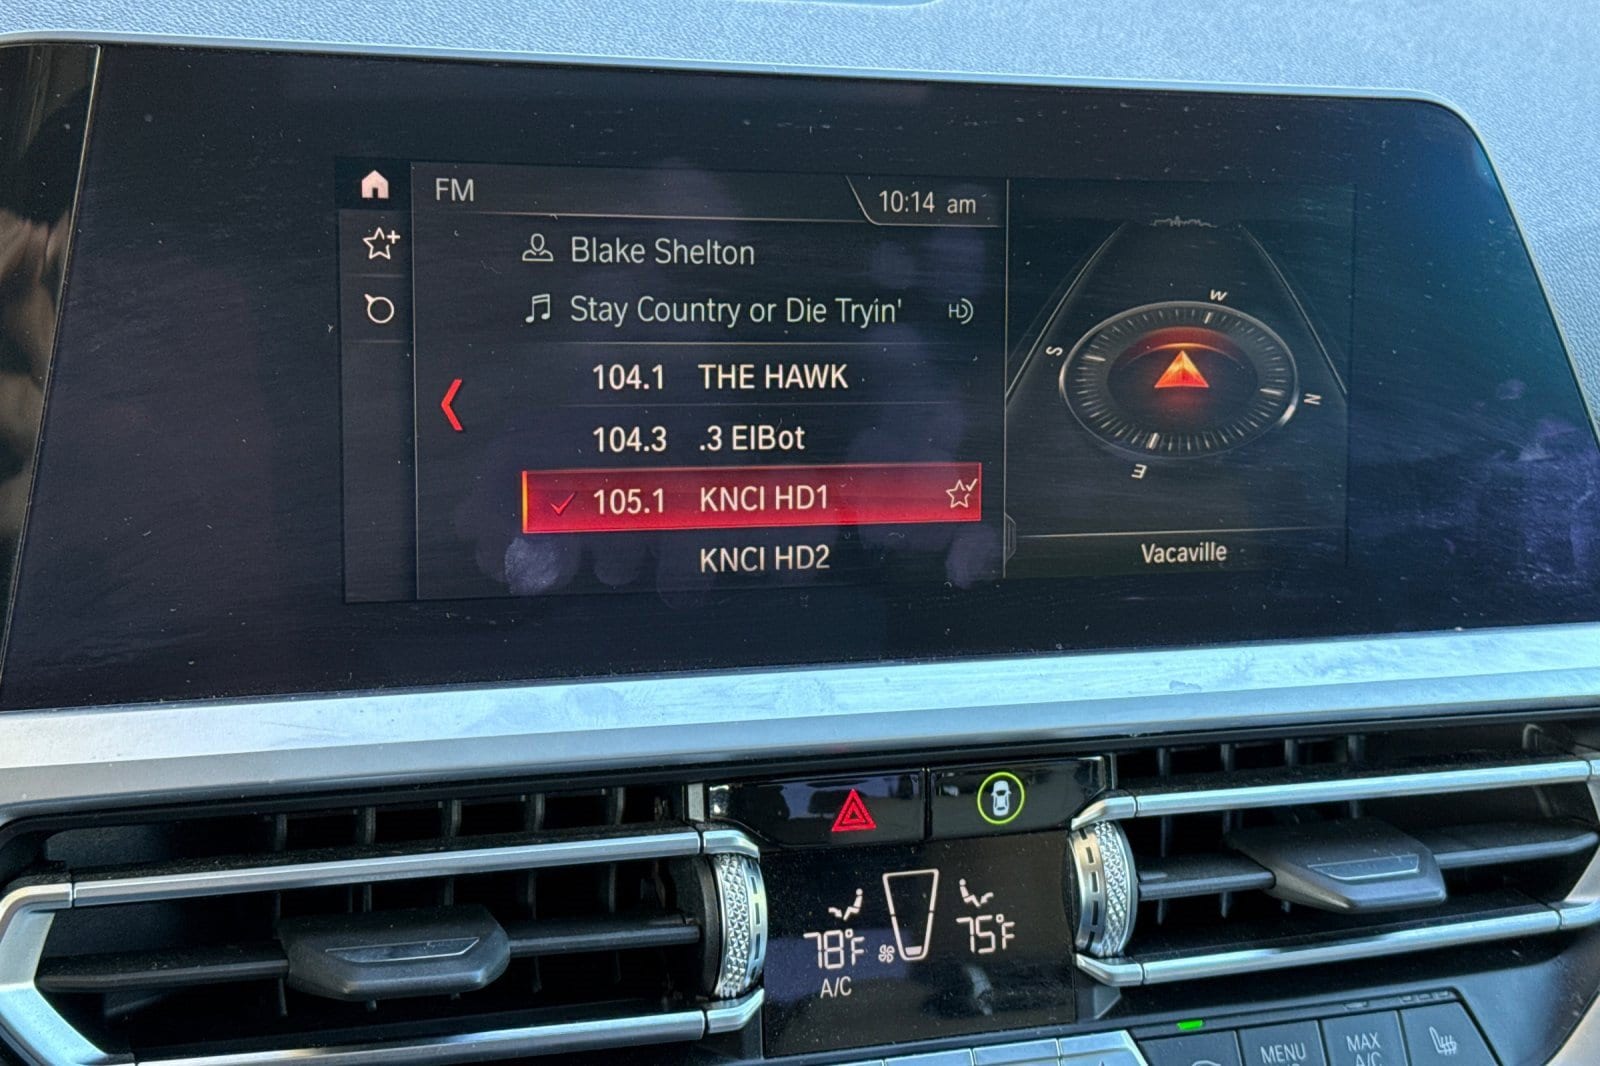 FM
10:14 am
Blake Shelton
Stay Country or Die Tryin' HD
104.1 THE HAWK
104.3 .3 ElBot
105.1 KNCI HD1
KNCI HD2
W
S
N
E
Vacaville
78°F
75°F
A/C
MENU
MAX
A/C